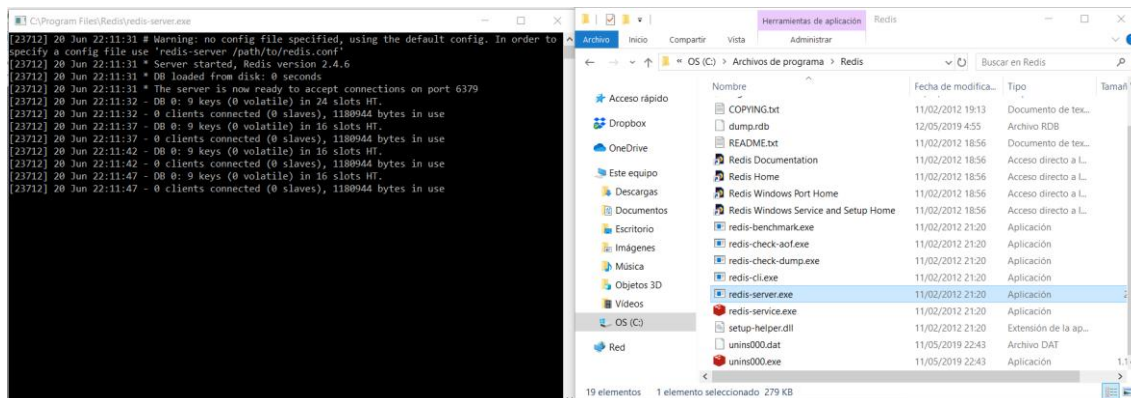 C:\Program Files\Redis\redis-server.exe
[23712] 20 Jun 22:11:31 # Warning: no config file specified, using the default config. In order to
specify a config file use 'redis-server /path/to/redis.conf'
[23712] 20 Jun 22:11:31 * Server started, Redis version 2.4.6
[23712] 20 Jun 22:11:31 * DB loaded from disk: 0 seconds
[23712] 20 Jun 22:11:31 * The server is now ready to accept connections on port 6379
[23712] 20 Jun 22:11:32 - DB 0: 9 keys (0 volatile) in 24 slots HT.
[23712] 20 Jun 22:11:32 - 0 clients connected (0 slaves), 1180944 bytes in use
[23712] 20 Jun 22:11:37 - DB 0: 9 keys (0 volatile) in 16 slots HT.
[23712] 20 Jun 22:11:37 - 0 clients connected (0 slaves), 1180944 bytes in use
[23712] 20 Jun 22:11:42 - DB 0: 9 keys (0 volatile) in 16 slots HT.
[23712] 20 Jun 22:11:42 - 0 clients connected (0 slaves), 1180944 bytes in use
[23712] 20 Jun 22:11:47 - DB 0: 9 keys (0 volatile) in 16 slots HT.
[23712] 20 Jun 22:11:47 - 0 clients connected (0 slaves), 1180944 bytes in use
Herramientas de aplicación Redis
Archivo Inicio Compartir Vista Administrar
« OS (C:) > Archivos de programa > Redis Buscar en Redis
Acceso rápido
Dropbox
OneDrive
Este equipo
Descargas
Documentos
Escritorio
Imágenes
Música
Objetos 3D
Vídeos
OS (C:)
Red
Nombre Fecha de modifica... Tipo Tamañ
COPYING.txt 11/02/2012 19:13 Documento de tex...
dump.rdb 12/05/2019 4:55 Archivo RDB
README.txt 11/02/2012 18:56 Documento de tex...
Redis Documentation 11/02/2012 18:56 Acceso directo a I...
Redis Home 11/02/2012 18:56 Acceso directo a I...
Redis Windows Port Home 11/02/2012 18:56 Acceso directo a I...
Redis Windows Service and Setup Home 11/02/2012 18:56 Acceso directo a I...
redis-benchmark.exe 11/02/2012 21:20 Aplicación
redis-check-aof.exe 11/02/2012 21:20 Aplicación
redis-check-dump.exe 11/02/2012 21:20 Aplicación
redis-cli.exe 11/02/2012 21:20 Aplicación
redis-server.exe 11/02/2012 21:20 Aplicación 2
redis-service.exe 11/02/2012 21:20 Aplicación
setup-helper.dll 11/02/2012 21:20 Extensión de la ap...
unins000.dat 11/05/2019 22:43 Archivo DAT
unins000.exe 11/05/2019 22:43 Aplicación 1.1
19 elementos 1 elemento seleccionado 279 KB